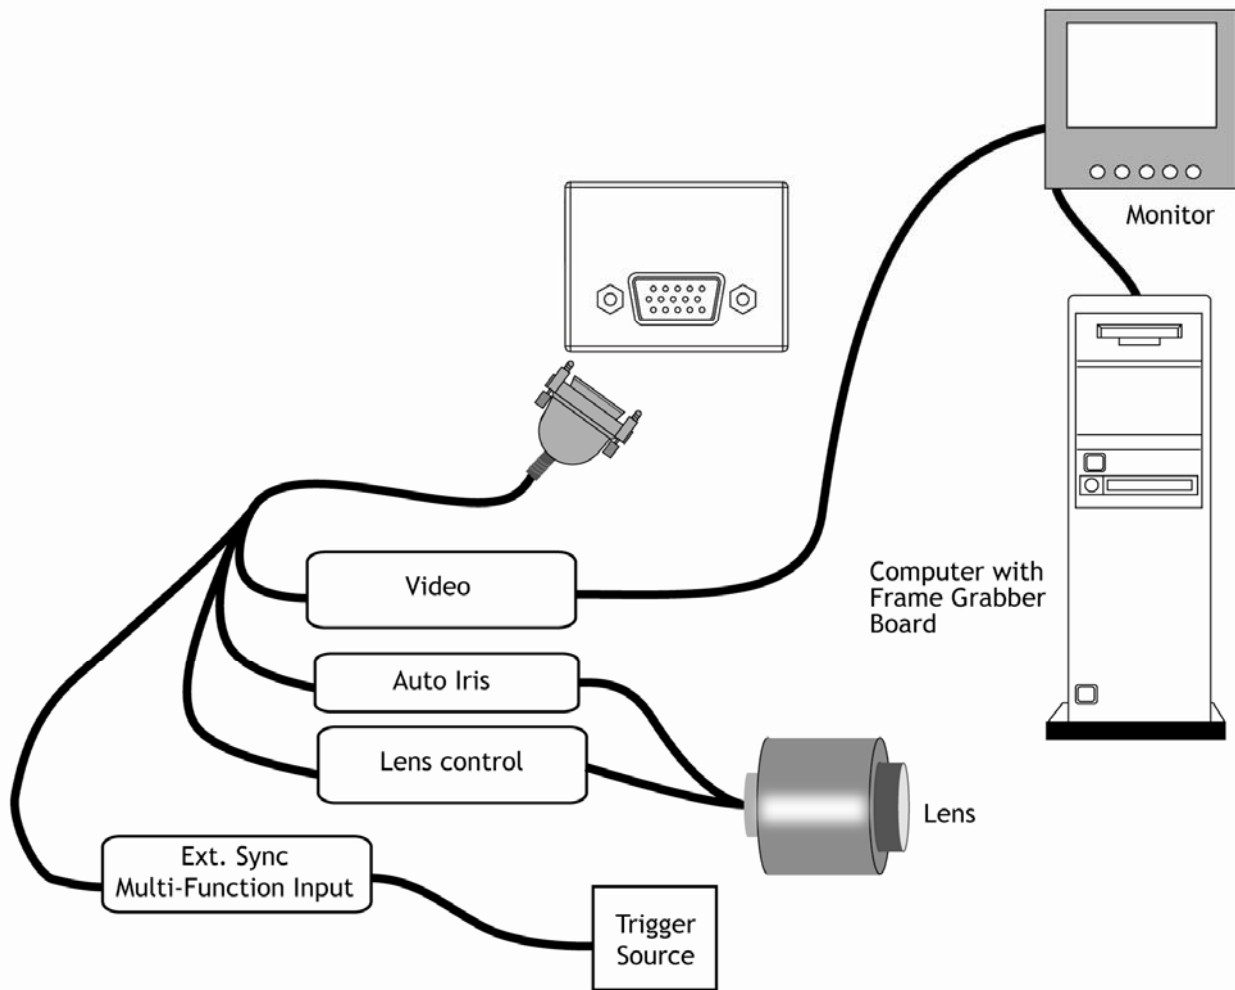 Monitor
Computer with
Frame Grabber
Board
Video
Auto Iris
Lens control
Lens
Ext. Sync
Multi-Function Input
Trigger
Source